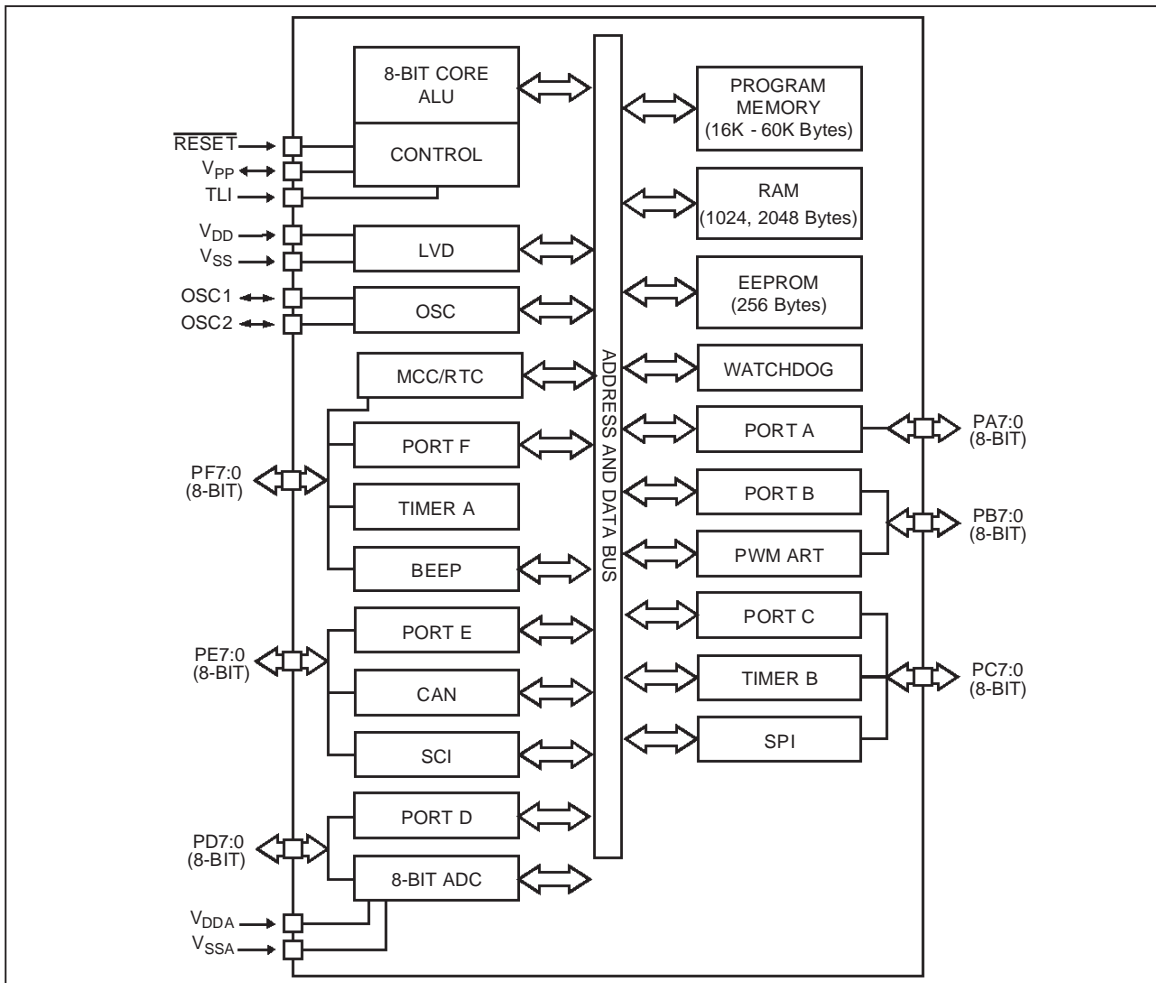 8-BIT CORE
ALU
CONTROL
RESET
VPP
TLI
VDD
VSS
LVD
OSC1
OSC2
OSC
MCC/RTC
PORT F
PF7:0
(8-BIT)
TIMER A
BEEP
PORT E
PE7:0
(8-BIT)
CAN
SCI
PORT D
PD7:0
(8-BIT)
8-BIT ADC
VDDA
VSSA
ADDRESS AND DATA BUS
PROGRAM
MEMORY
(16K - 60K Bytes)
RAM
(1024, 2048 Bytes)
EEPROM
(256 Bytes)
WATCHDOG
PORT A
PA7:0
(8-BIT)
PORT B
PB7:0
(8-BIT)
PWM ART
PORT C
TIMER B
PC7:0
(8-BIT)
SPI